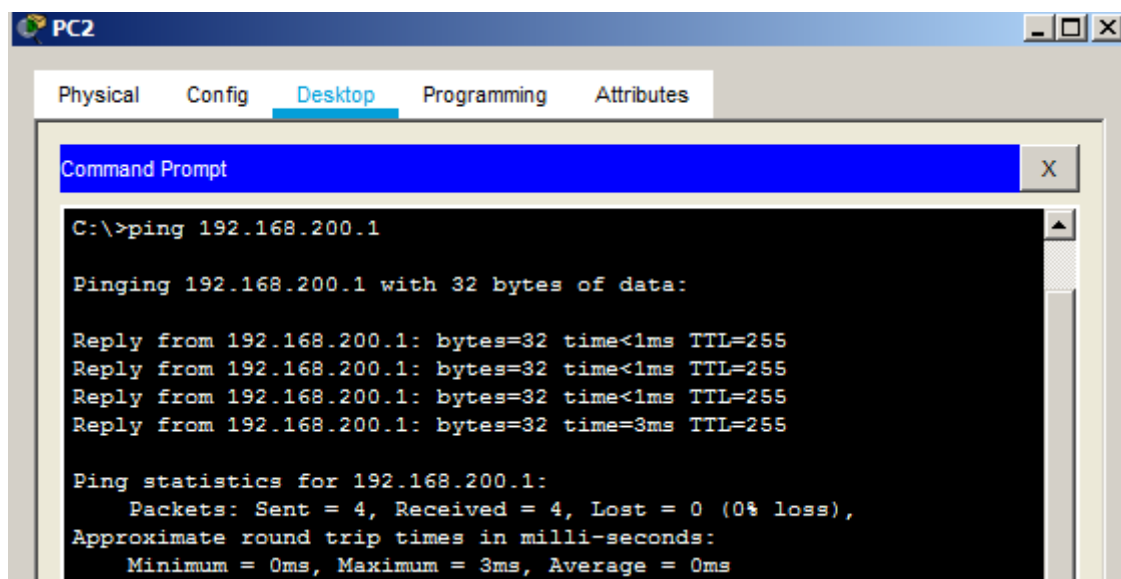 PC2
Physical Config Desktop Programming Attributes
Command Prompt X
C:\>ping 192.168.200.1
Pinging 192.168.200.1 with 32 bytes of data:
Reply from 192.168.200.1: bytes=32 time<1ms TTL=255
Reply from 192.168.200.1: bytes=32 time<1ms TTL=255
Reply from 192.168.200.1: bytes=32 time<1ms TTL=255
Reply from 192.168.200.1: bytes=32 time=3ms TTL=255
Ping statistics for 192.168.200.1:
Packets: Sent = 4, Received = 4, Lost = 0 (0% loss),
Approximate round trip times in milli-seconds:
Minimum = 0ms, Maximum = 3ms, Average = 0ms